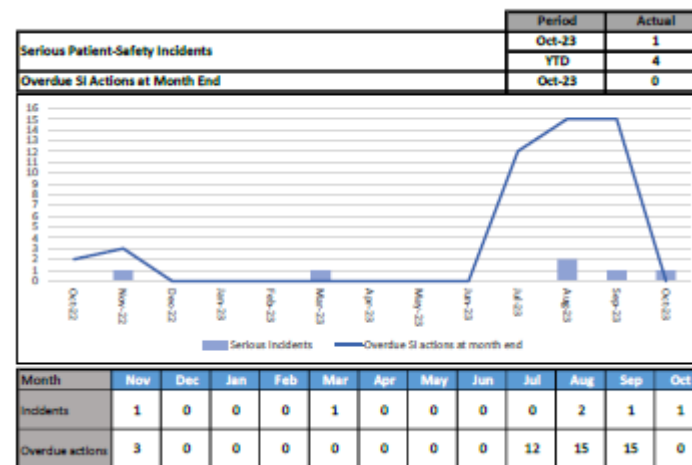 Period Actual
Serious Patient-Safety Incidents
Oct-23 1
YTD 4
Overdue SI Actions at Month End Oct-23 0
16
15
14
13
12
11
10
9
8
7
6
5
4
3
2
1
0
Oct-22 Nov-22 Dec-22 Jan-23 Feb-23 Mar-23 Apr-23 May-23 Jun-23 Jul-23 Aug-23 Sep-23 Oct-23
Serious Incidents Overdue SI actions at month end
Month Nov Dec Jan Feb Mar Apr May Jun Jul Aug Sep Oct
Incidents 1 0 0 0 1 0 0 0 0 2 1 1
Overdue actions 3 0 0 0 0 0 0 0 12 15 15 0